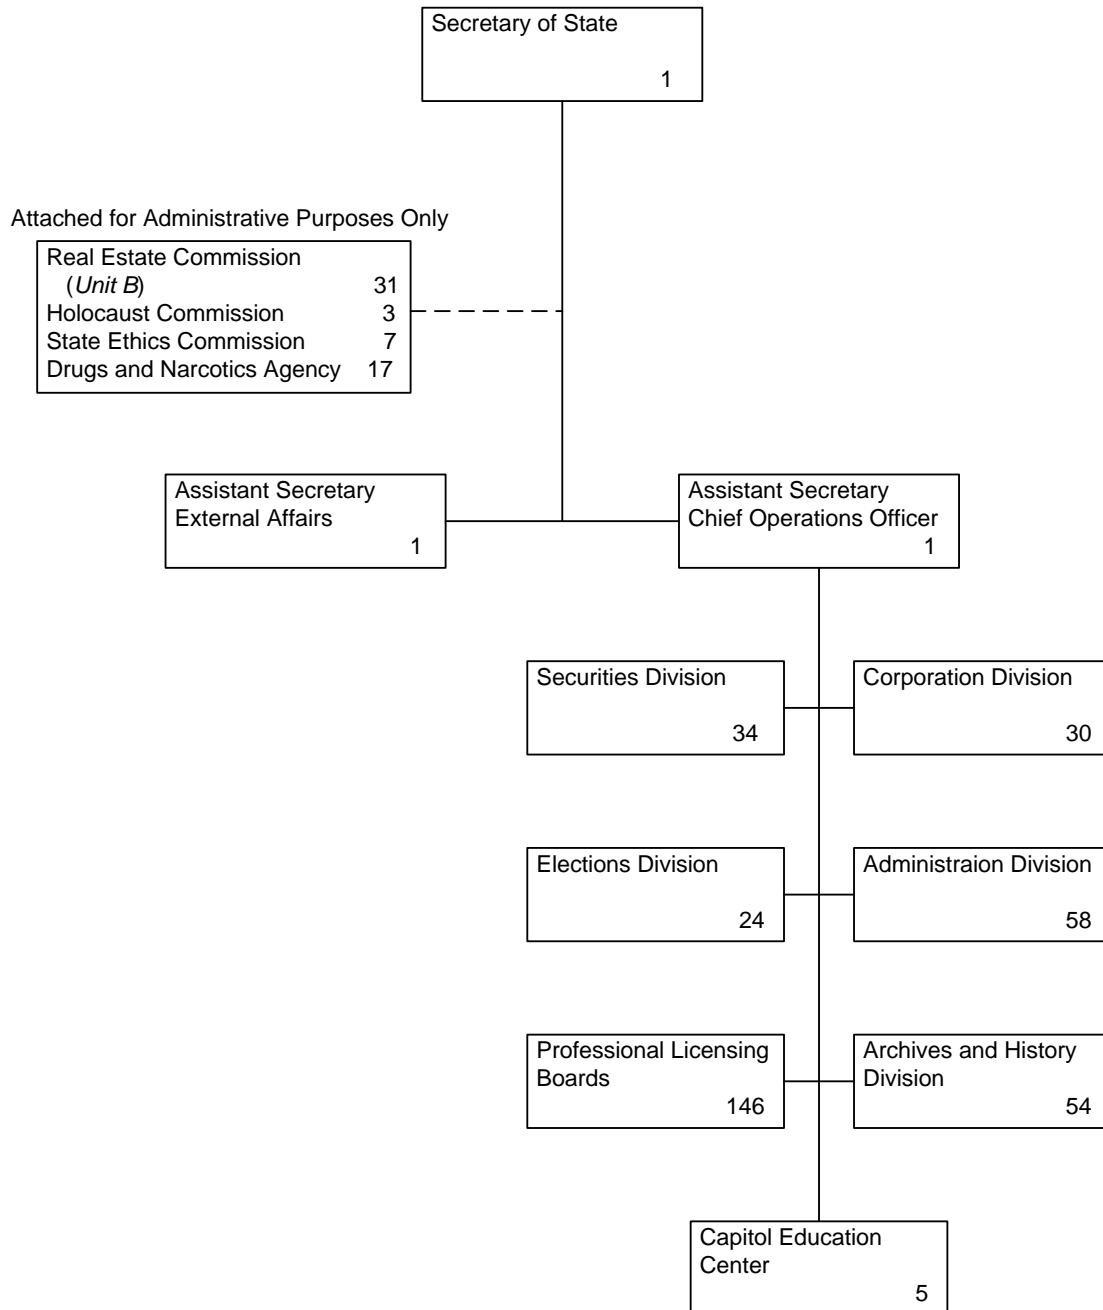 Secretary of State
1
Attached for Administrative Purposes Only
Real Estate Commission
(Unit B) 31
Holocaust Commission 3
State Ethics Commission 7
Drugs and Narcotics Agency 17
Assistant Secretary
External Affairs
1
Assistant Secretary
Chief Operations Officer
1
Securities Division
34
Corporation Division
30
Elections Division
24
Administraion Division
58
Professional Licensing
Boards
146
Archives and History
Division
54
Capitol Education
Center
5